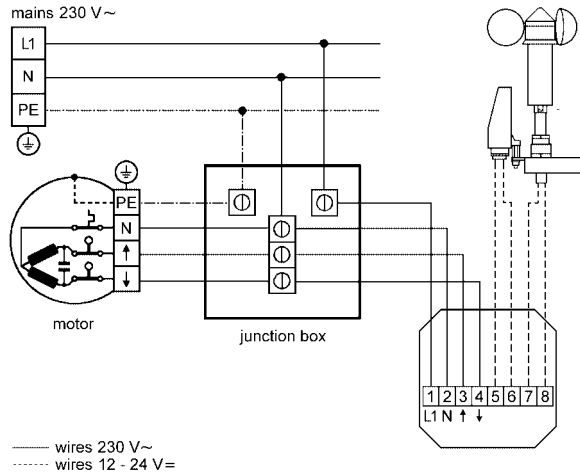 mains 230 V~
L1
N
PE
PE
N
↑
↓
motor
junction box
1 2 3 4 5 6 7 8
L1 N ↑ ↓
wires 230 V~
wires 12 - 24 V=